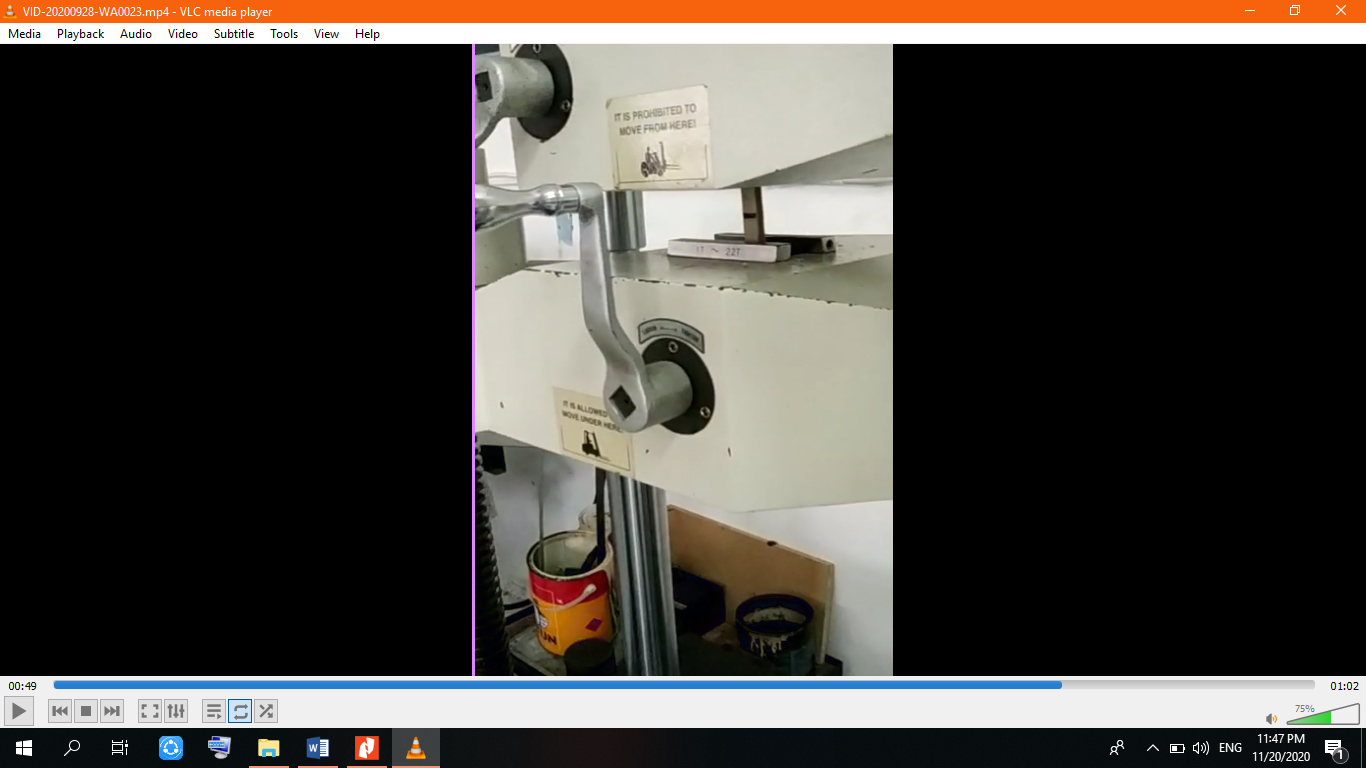 VID-20200928-WA0023.mp4 - VLC media player
Media Playback Audio Video Subtitle Tools View Help
IT IS PROHIBITED TO
MOVE FROM HERE!
1T ~ 22T
IT IS ALLOWED
MOVE UNDER HERE
00:49
01:02
75%
ENG
11:47 PM
11/20/2020
1